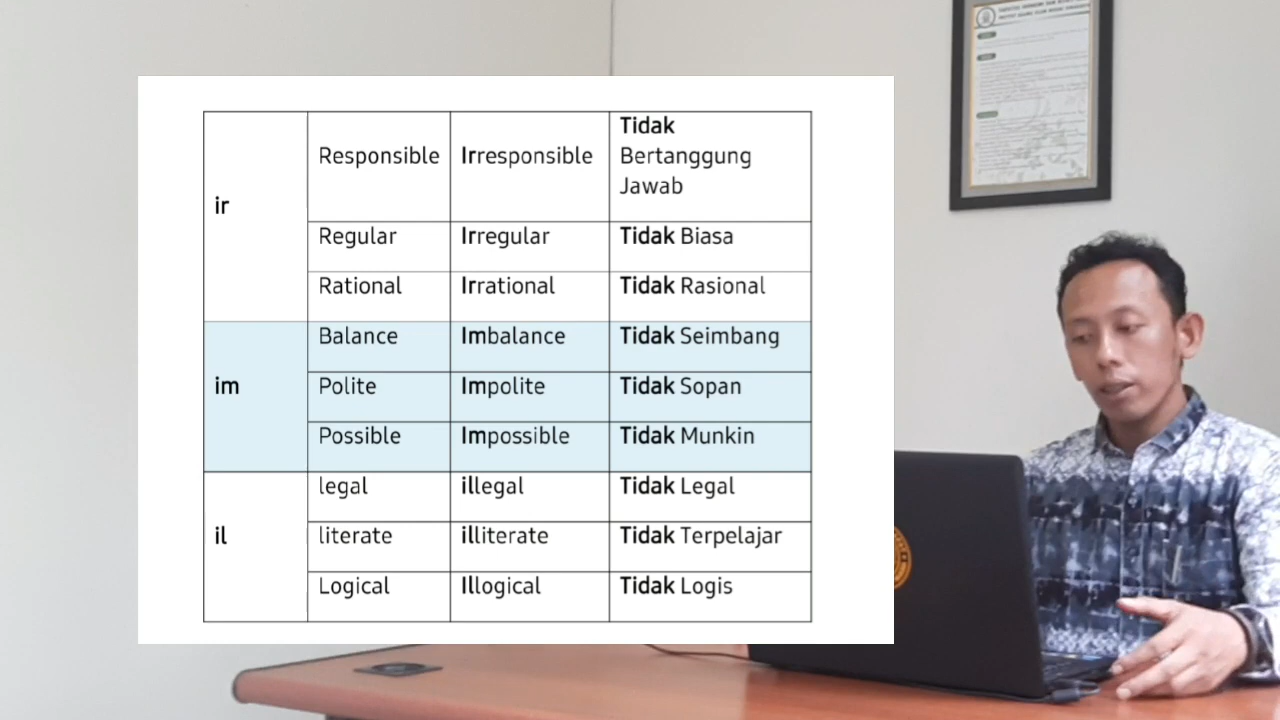 ir
Responsible
Irresponsible
Tidak
Bertanggung
Jawab
Regular
Irregular
Tidak Biasa
Rational
Irrational
Tidak Rasional
im
Balance
Imbalance
Tidak Seimbang
Polite
Impolite
Tidak Sopan
Possible
Impossible
Tidak Munkin
il
legal
illegal
Tidak Legal
literate
illiterate
Tidak Terpelajar
Logical
Illogical
Tidak Logis